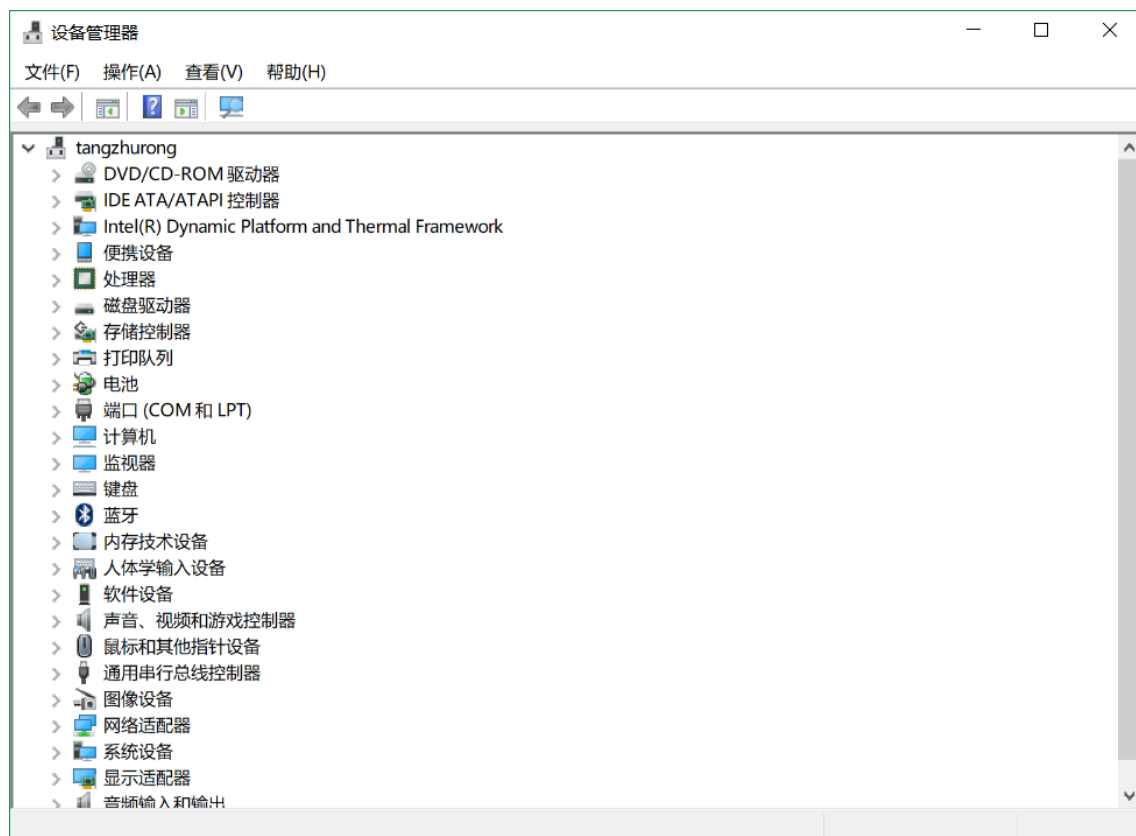 设备管理器
文件(F) 操作(A) 查看(V) 帮助(H)
tangzhurong
DVD/CD-ROM 驱动器
IDE ATA/ATAPI 控制器
Intel(R) Dynamic Platform and Thermal Framework
便携设备
处理器
磁盘驱动器
存储控制器
打印队列
电池
端口 (COM 和 LPT)
计算机
监视器
键盘
蓝牙
内存技术设备
人体学输入设备
软件设备
声音、视频和游戏控制器
鼠标和其他指针设备
通用串行总线控制器
图像设备
网络适配器
系统设备
显示适配器
音频输入和输出